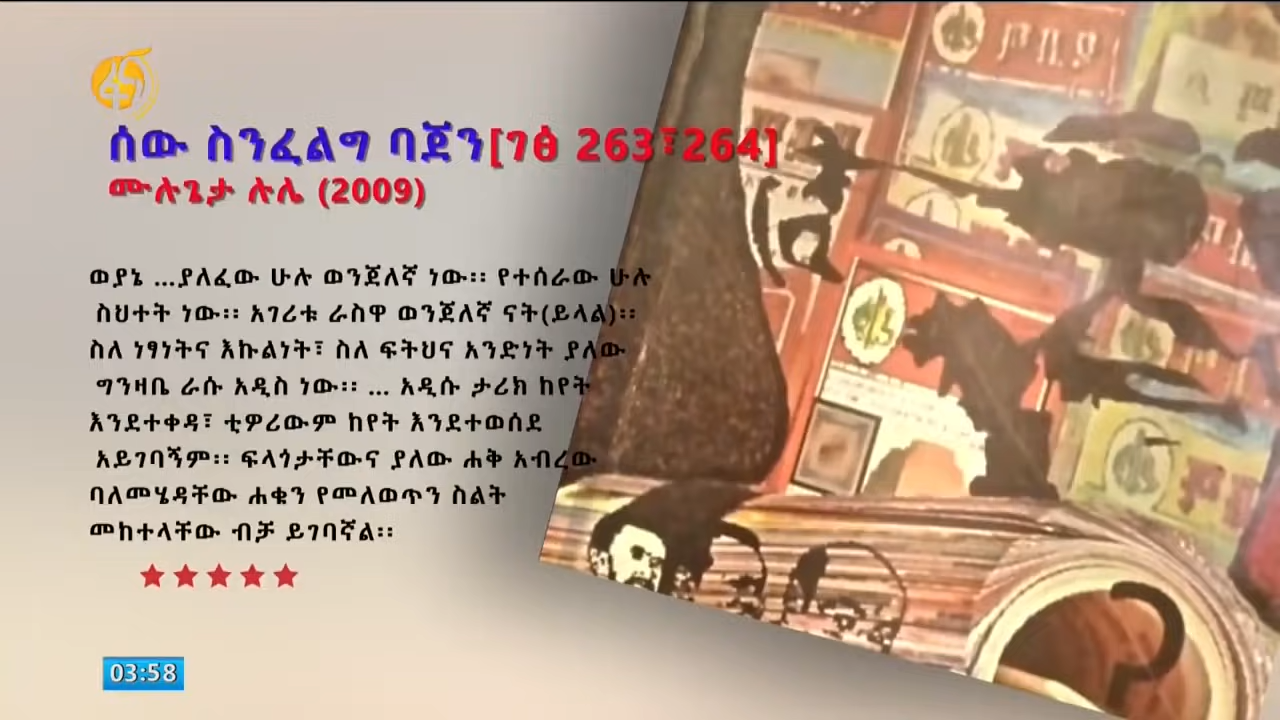 ሰው ስንፈልግ ባጀን[ገፅ 263፣264]
ሙሉጌታ ሉሌ (2009)
ወያኔ ...ያለፈው ሁሉ ወንጀለኛ ነው። የተሰራው ሁሉ
ስህተት ነው። አገሪቱ ራስዋ ወንጀለኛ ናት(ይላል)።
ስለ ነፃነትና እኩልነት፣ ስለ ፍትህና አንድነት ያለው
ግንዛቤ ራሱ አዲስ ነው። ... አዲሱ ታሪክ ከየት
እንደተቀዳ፣ ቲዎሪውም ከየት እንደተወሰደ
አይገባኝም። ፍላጎታቸውና ያለው ሐቅ አብረው
ባለመሄዳቸው ሐቁን የመለወጥን ስልት
መከተላቸው ብቻ ይገባኛል።
03:58